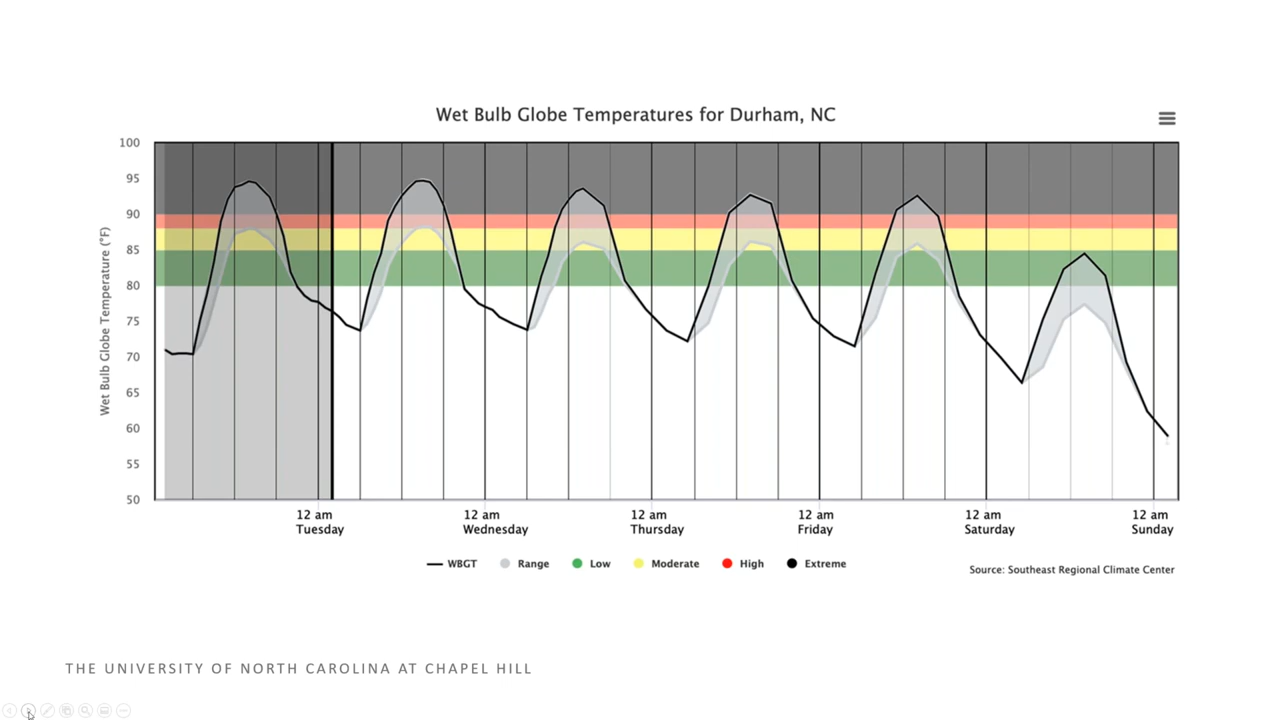 Wet Bulb Globe Temperatures for Durham, NC
Wet Bulb Globe Temperature (°F)
100
95
90
85
80
75
70
65
60
55
50
12 am
Tuesday
12 am
Wednesday
12 am
Thursday
12 am
Friday
12 am
Saturday
12 am
Sunday
WBGT Range Low Moderate High Extreme
Source: Southeast Regional Climate Center
THE UNIVERSITY OF NORTH CAROLINA AT CHAPEL HILL